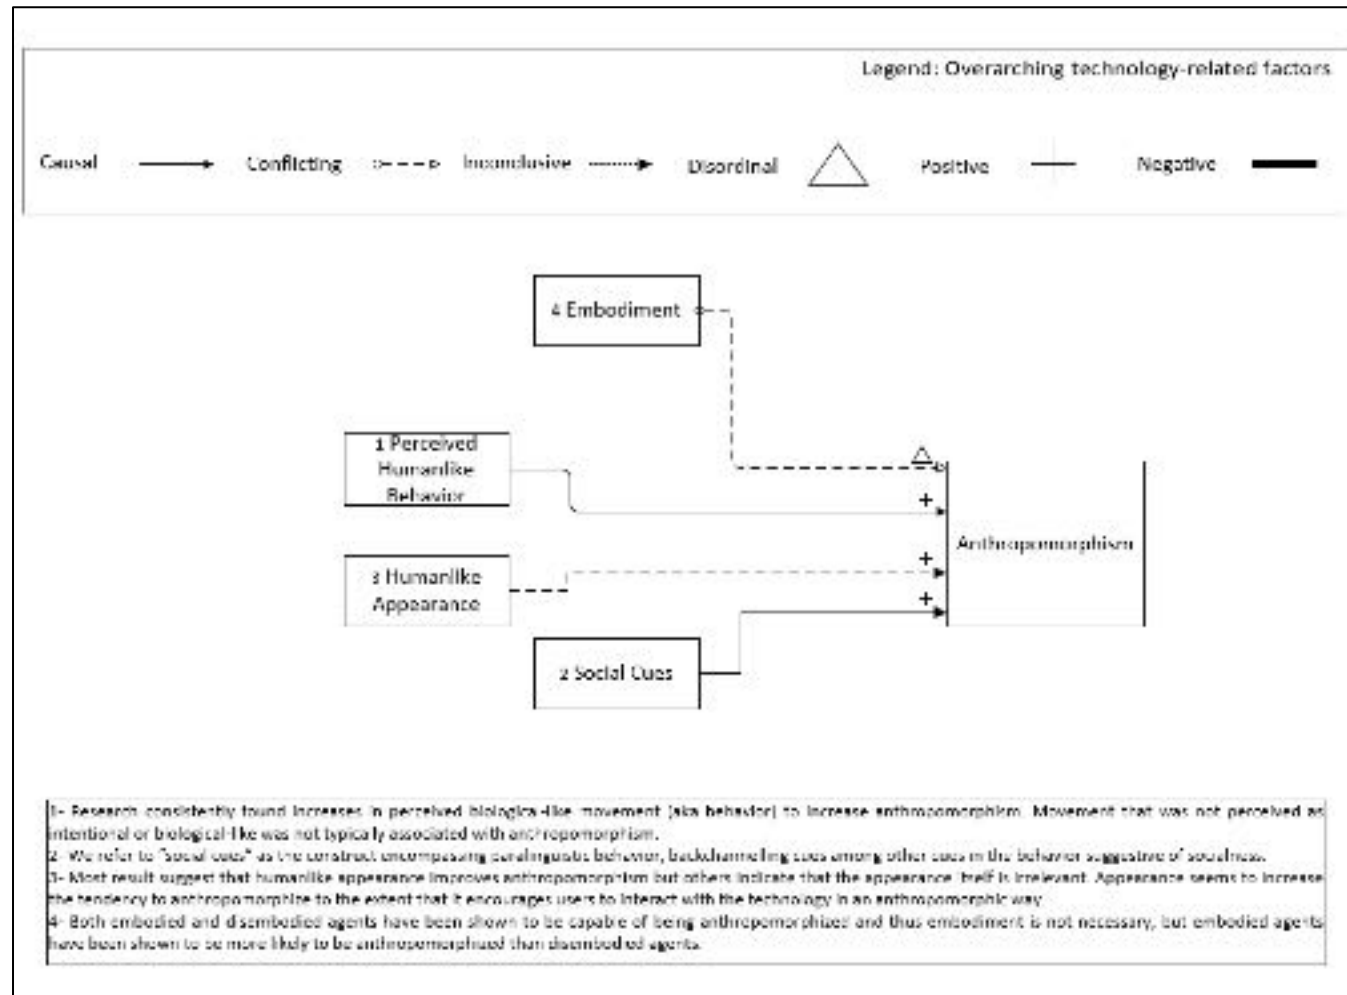 Legend: Overarching technology-related factors
Causal Conflicting Inconclusive Disordinal Positive Negative
4 Embodiment
1 Perceived
Humanlike
Behavior
+
Anthropomorphism
+
3 Humanlike
Appearance
+
2 Social Cues
1- Research consistently found increases in perceived biological-like movement (aka behavior) to increase anthropomorphism. Movement that was not perceived as
intentional or biological-like was not typically associated with anthropomorphism.
2- We refer to "social cues" as the construct encompassing paralinguistic behavior, backchannelling cues among other cues in the behavior suggestive of socialness.
3- Most result suggest that humanlike appearance improves anthropomorphism but others indicate that the appearance itself is irrelevant. Appearance seems to increase
the tendency to anthropomorphize to the extent that it encourages users to interact with the technology in an anthropomorphic way
4- Both embodied and disembodied agents have been shown to be capable of being anthropomorphized and thus embodiment is not necessary, but embodied agents
have been shown to be more likely to be anthropomorphized than disembodied agents.